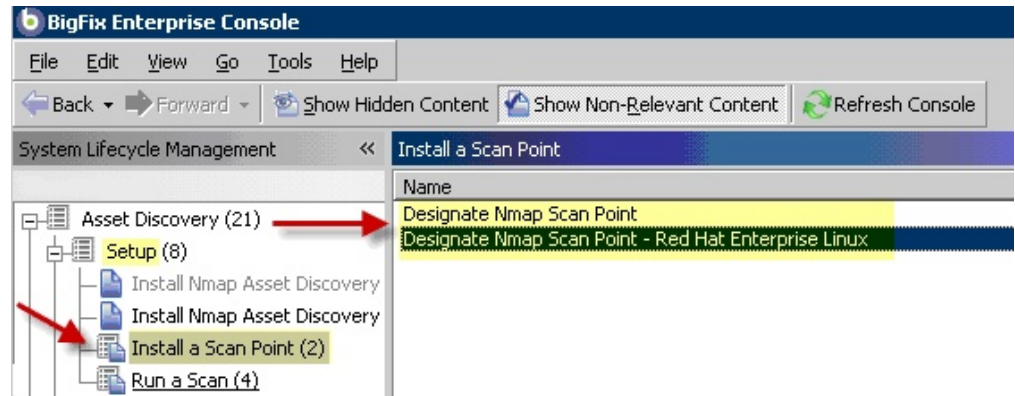 BigFix Enterprise Console
File Edit View Go Tools Help
Back Forward Show Hidden Content Show Non-Relevant Content Refresh Console
System Lifecycle Management « Install a Scan Point
Name
Asset Discovery (21)
Setup (8)
Install Nmap Asset Discovery
Install Nmap Asset Discovery
Install a Scan Point (2)
Run a Scan (4)
Designate Nmap Scan Point
Designate Nmap Scan Point - Red Hat Enterprise Linux